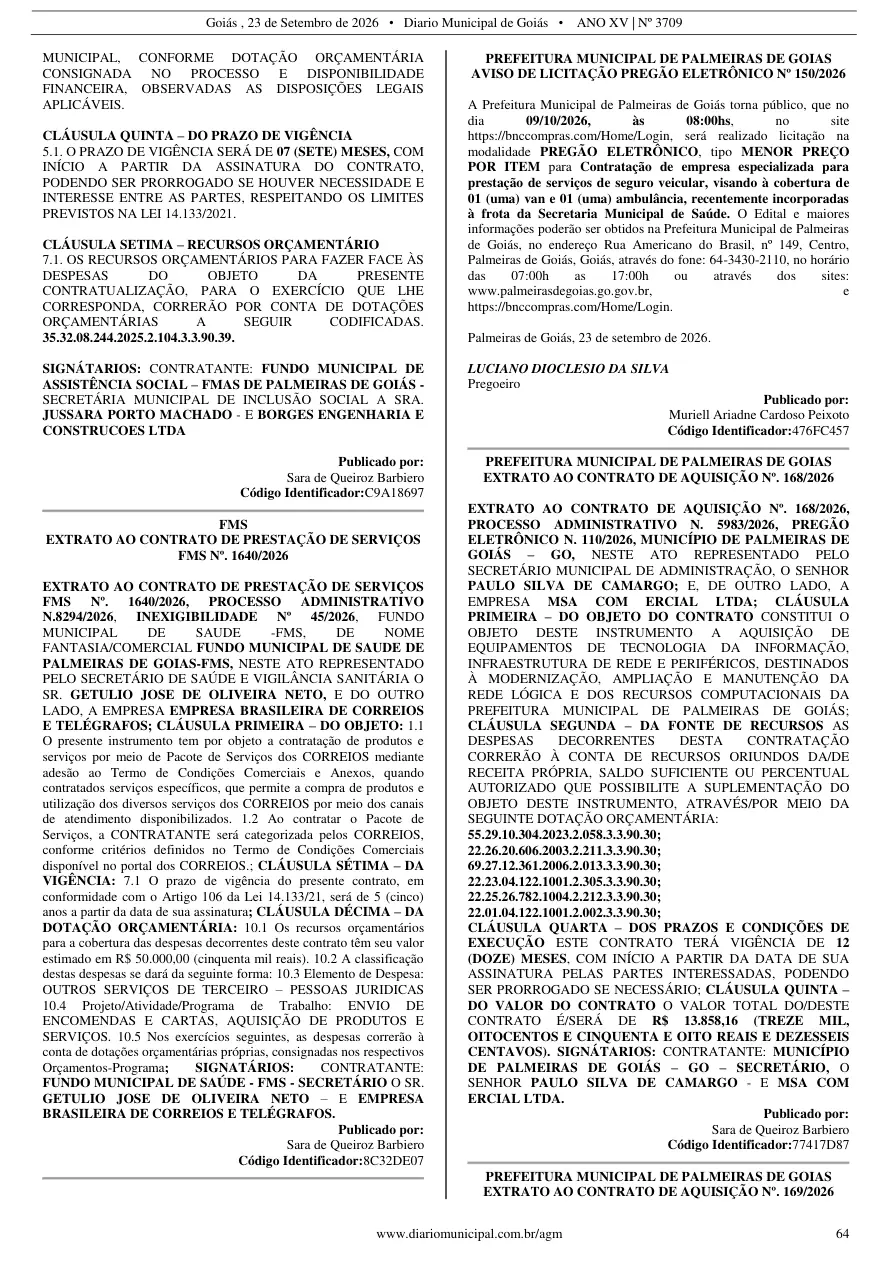 Goiás , 23 de Setembro de 2026 • Diario Municipal de Goiás • ANO XV | Nº 3709
MUNICIPAL, CONFORME DOTAÇÃO ORÇAMENTÁRIA
CONSIGNADA NO PROCESSO E DISPONIBILIDADE
FINANCEIRA, OBSERVADAS AS DISPOSIÇÕES LEGAIS
APLICÁVEIS.
CLÁUSULA QUINTA – DO PRAZO DE VIGÊNCIA
5.1. O PRAZO DE VIGÊNCIA SERÁ DE 07 (SETE) MESES, COM
INÍCIO A PARTIR DA ASSINATURA DO CONTRATO,
PODENDO SER PRORROGADO SE HOUVER NECESSIDADE E
INTERESSE ENTRE AS PARTES, RESPEITANDO OS LIMITES
PREVISTOS NA LEI 14.133/2021.
CLÁUSULA SETIMA – RECURSOS ORÇAMENTÁRIO
7.1. OS RECURSOS ORÇAMENTÁRIOS PARA FAZER FACE ÀS
DESPESAS DO OBJETO DA PRESENTE
CONTRATUALIZAÇÃO, PARA O EXERCÍCIO QUE LHE
CORRESPONDA, CORRERÃO POR CONTA DE DOTAÇÕES
ORÇAMENTÁRIAS A SEGUIR CODIFICADAS.
35.32.08.244.2025.2.104.3.3.90.39.
SIGNÁTARIOS: CONTRATANTE: FUNDO MUNICIPAL DE
ASSISTÊNCIA SOCIAL – FMAS DE PALMEIRAS DE GOIÁS -
SECRETÁRIA MUNICIPAL DE INCLUSÃO SOCIAL A SRA.
JUSSARA PORTO MACHADO - E BORGES ENGENHARIA E
CONSTRUCOES LTDA
Publicado por:
Sara de Queiroz Barbiero
Código Identificador:C9A18697
FMS
EXTRATO AO CONTRATO DE PRESTAÇÃO DE SERVIÇOS
FMS Nº. 1640/2026
EXTRATO AO CONTRATO DE PRESTAÇÃO DE SERVIÇOS
FMS Nº. 1640/2026, PROCESSO ADMINISTRATIVO
N.8294/2026, INEXIGIBILIDADE Nº 45/2026, FUNDO
MUNICIPAL DE SAUDE -FMS, DE NOME
FANTASIA/COMERCIAL FUNDO MUNICIPAL DE SAUDE DE
PALMEIRAS DE GOIAS-FMS, NESTE ATO REPRESENTADO
PELO SECRETÁRIO DE SAÚDE E VIGILÂNCIA SANITÁRIA O
SR. GETULIO JOSE DE OLIVEIRA NETO, E DO OUTRO
LADO, A EMPRESA EMPRESA BRASILEIRA DE CORREIOS
E TELÉGRAFOS; CLÁUSULA PRIMEIRA – DO OBJETO: 1.1
O presente instrumento tem por objeto a contratação de produtos e
serviços por meio de Pacote de Serviços dos CORREIOS mediante
adesão ao Termo de Condições Comerciais e Anexos, quando
contratados serviços específicos, que permite a compra de produtos e
utilização dos diversos serviços dos CORREIOS por meio dos canais
de atendimento disponibilizados. 1.2 Ao contratar o Pacote de
Serviços, a CONTRATANTE será categorizada pelos CORREIOS,
conforme critérios definidos no Termo de Condições Comerciais
disponível no portal dos CORREIOS.; CLÁUSULA SÉTIMA – DA
VIGÊNCIA: 7.1 O prazo de vigência do presente contrato, em
conformidade com o Artigo 106 da Lei 14.133/21, será de 5 (cinco)
anos a partir da data de sua assinatura; CLÁUSULA DÉCIMA – DA
DOTAÇÃO ORÇAMENTÁRIA: 10.1 Os recursos orçamentários
para a cobertura das despesas decorrentes deste contrato têm seu valor
estimado em R$ 50.000,00 (cinquenta mil reais). 10.2 A classificação
destas despesas se dará da seguinte forma: 10.3 Elemento de Despesa:
OUTROS SERVIÇOS DE TERCEIRO – PESSOAS JURIDICAS
10.4 Projeto/Atividade/Programa de Trabalho: ENVIO DE
ENCOMENDAS E CARTAS, AQUISIÇÃO DE PRODUTOS E
SERVIÇOS. 10.5 Nos exercícios seguintes, as despesas correrão à
conta de dotações orçamentárias próprias, consignadas nos respectivos
Orçamentos-Programa; SIGNATÁRIOS: CONTRATANTE:
FUNDO MUNICIPAL DE SAÚDE - FMS - SECRETÁRIO O SR.
GETULIO JOSE DE OLIVEIRA NETO – E EMPRESA
BRASILEIRA DE CORREIOS E TELÉGRAFOS.
Publicado por:
Sara de Queiroz Barbiero
Código Identificador:8C32DE07
PREFEITURA MUNICIPAL DE PALMEIRAS DE GOIAS
AVISO DE LICITAÇÃO PREGÃO ELETRÔNICO Nº 150/2026
A Prefeitura Municipal de Palmeiras de Goiás torna público, que no
dia 09/10/2026, às 08:00hs, no site
https://bnccompras.com/Home/Login, será realizado licitação na
modalidade PREGÃO ELETRÔNICO, tipo MENOR PREÇO
POR ITEM para Contratação de empresa especializada para
prestação de serviços de seguro veicular, visando à cobertura de
01 (uma) van e 01 (uma) ambulância, recentemente incorporadas
à frota da Secretaria Municipal de Saúde. O Edital e maiores
informações poderão ser obtidos na Prefeitura Municipal de Palmeiras
de Goiás, no endereço Rua Americano do Brasil, nº 149, Centro,
Palmeiras de Goiás, Goiás, através do fone: 64-3430-2110, no horário
das 07:00h as 17:00h ou através dos sites:
www.palmeirasdegoias.go.gov.br, e
https://bnccompras.com/Home/Login.
Palmeiras de Goiás, 23 de setembro de 2026.
LUCIANO DIOCLESIO DA SILVA
Pregoeiro
Publicado por:
Muriell Ariadne Cardoso Peixoto
Código Identificador:476FC457
PREFEITURA MUNICIPAL DE PALMEIRAS DE GOIAS
EXTRATO AO CONTRATO DE AQUISIÇÃO Nº. 168/2026
EXTRATO AO CONTRATO DE AQUISIÇÃO Nº. 168/2026,
PROCESSO ADMINISTRATIVO N. 5983/2026, PREGÃO
ELETRÔNICO N. 110/2026, MUNICÍPIO DE PALMEIRAS DE
GOIÁS – GO, NESTE ATO REPRESENTADO PELO
SECRETÁRIO MUNICIPAL DE ADMINISTRAÇÃO, O SENHOR
PAULO SILVA DE CAMARGO; E, DE OUTRO LADO, A
EMPRESA MSA COM ERCIAL LTDA; CLÁUSULA
PRIMEIRA – DO OBJETO DO CONTRATO CONSTITUI O
OBJETO DESTE INSTRUMENTO A AQUISIÇÃO DE
EQUIPAMENTOS DE TECNOLOGIA DA INFORMAÇÃO,
INFRAESTRUTURA DE REDE E PERIFÉRICOS, DESTINADOS
À MODERNIZAÇÃO, AMPLIAÇÃO E MANUTENÇÃO DA
REDE LÓGICA E DOS RECURSOS COMPUTACIONAIS DA
PREFEITURA MUNICIPAL DE PALMEIRAS DE GOIÁS;
CLÁUSULA SEGUNDA – DA FONTE DE RECURSOS AS
DESPESAS DECORRENTES DESTA CONTRATAÇÃO
CORRERÃO À CONTA DE RECURSOS ORIUNDOS DA/DE
RECEITA PRÓPRIA, SALDO SUFICIENTE OU PERCENTUAL
AUTORIZADO QUE POSSIBILITE A SUPLEMENTAÇÃO DO
OBJETO DESTE INSTRUMENTO, ATRAVÉS/POR MEIO DA
SEGUINTE DOTAÇÃO ORÇAMENTÁRIA:
55.29.10.304.2023.2.058.3.3.90.30;
22.26.20.606.2003.2.211.3.3.90.30;
69.27.12.361.2006.2.013.3.3.90.30;
22.23.04.122.1001.2.305.3.3.90.30;
22.25.26.782.1004.2.212.3.3.90.30;
22.01.04.122.1001.2.002.3.3.90.30;
CLÁUSULA QUARTA – DOS PRAZOS E CONDIÇÕES DE
EXECUÇÃO ESTE CONTRATO TERÁ VIGÊNCIA DE 12
(DOZE) MESES, COM INÍCIO A PARTIR DA DATA DE SUA
ASSINATURA PELAS PARTES INTERESSADAS, PODENDO
SER PRORROGADO SE NECESSÁRIO; CLÁUSULA QUINTA –
DO VALOR DO CONTRATO O VALOR TOTAL DO/DESTE
CONTRATO É/SERÁ DE R$ 13.858,16 (TREZE MIL,
OITOCENTOS E CINQUENTA E OITO REAIS E DEZESSEIS
CENTAVOS). SIGNÁTARIOS: CONTRATANTE: MUNICÍPIO
DE PALMEIRAS DE GOIÁS – GO – SECRETÁRIO, O
SENHOR PAULO SILVA DE CAMARGO - E MSA COM
ERCIAL LTDA.
Publicado por:
Sara de Queiroz Barbiero
Código Identificador:77417D87
PREFEITURA MUNICIPAL DE PALMEIRAS DE GOIAS
EXTRATO AO CONTRATO DE AQUISIÇÃO Nº. 169/2026
www.diariomunicipal.com.br/agm 64